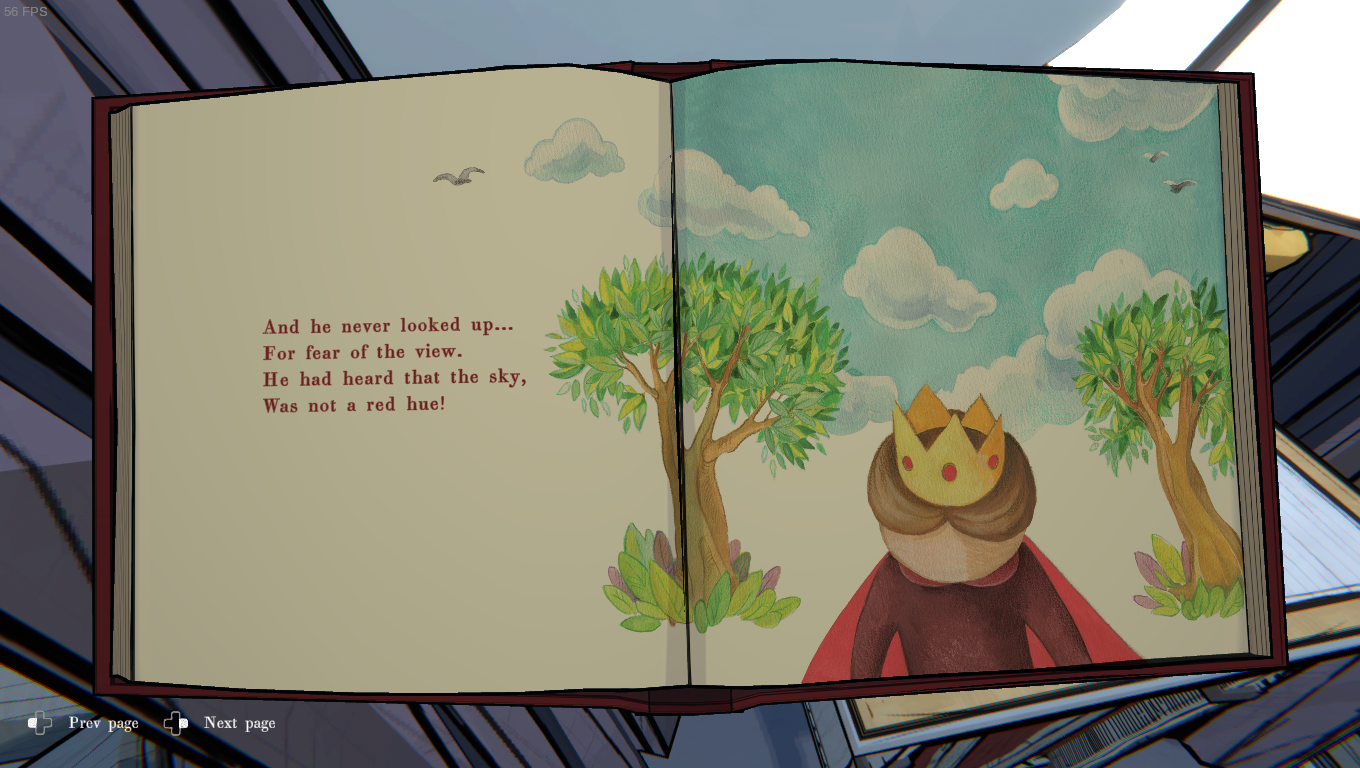 56 FPS
And he never looked up...
For fear of the view.
He had heard that the sky,
Was not a red hue!
Prev page
Next page